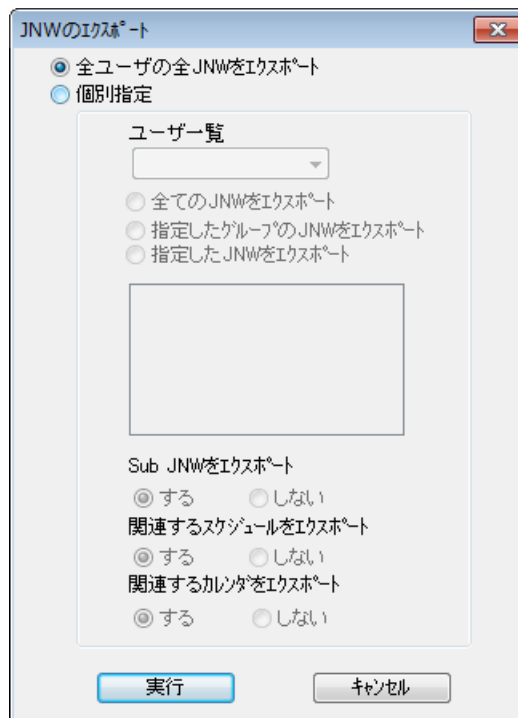 JNWのｴｸｽﾎﾟｰﾄ
全ユーザの全JNWをｴｸｽﾎﾟｰﾄ
個別指定
ユーザ一覧
全てのJNWをｴｸｽﾎﾟｰﾄ
指定したｸﾞﾙｰﾌﾟのJNWをｴｸｽﾎﾟｰﾄ
指定したJNWをｴｸｽﾎﾟｰﾄ
Sub JNWをｴｸｽﾎﾟｰﾄ
する しない
関連するｽｹｼﾞｭｰﾙをｴｸｽﾎﾟｰﾄ
する しない
関連するｶﾚﾝﾀﾞをｴｸｽﾎﾟｰﾄ
する しない
実行 ｷｬﾝｾﾙ